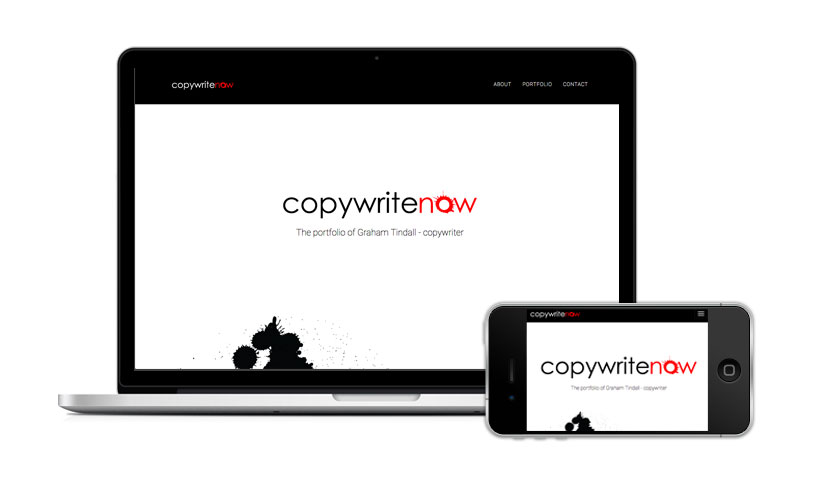 copywritenow
ABOUT PORTFOLIO CONTACT
copywritenow
The portfolio of Graham Tindall - copywriter
copywritenow
copywritenow
The portfolio of Graham Tindall - copywriter